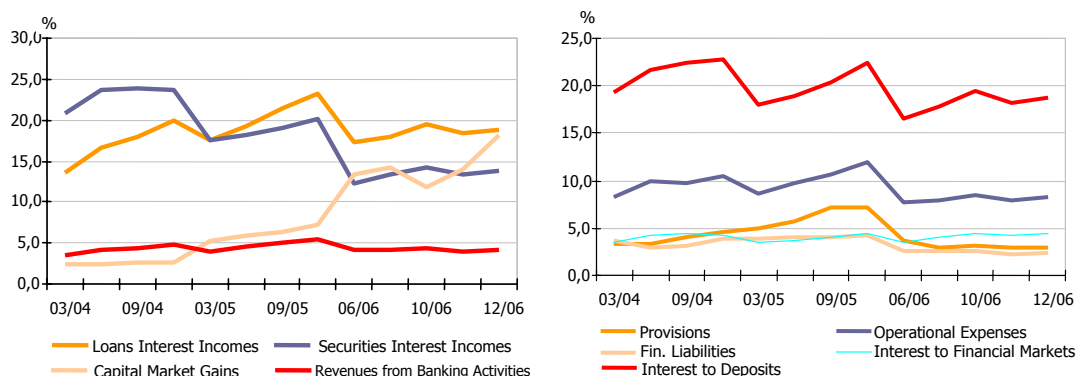 %
30,0
25,0
20,0
15,0
10,0
5,0
0,0
03/04 09/04 03/05 09/05 06/06 10/06 12/06
Loans Interest Incomes Securities Interest Incomes
Capital Market Gains Revenues from Banking Activities
%
25,0
20,0
15,0
10,0
5,0
0,0
03/04 09/04 03/05 09/05 06/06 10/06 12/06
Provisions Operational Expenses
Fin. Liabilities Interest to Financial Markets
Interest to Deposits